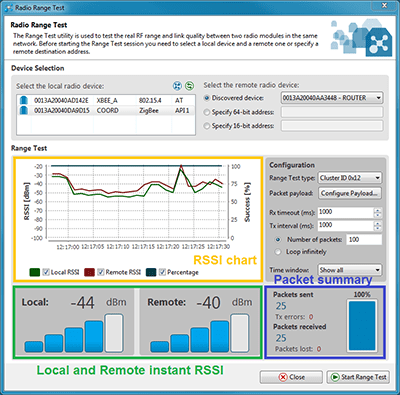 Radio Range Test
Radio Range Test
The Range Test utility is used to test the real RF range and link quality between two radio modules in the same
network. Before starting the Range Test session you need to select a local device and a remote one or specify a
remote destination address.
Device Selection
Select the local radio device:
0013A20040AD142E XBEE_A 802.15.4 AT
0013A20040DA9D15 COORD ZigBee API1
Select the remote radio device:
Discovered device: 0013A20040AA3448 - ROUTER
Specify 64-bit address:
Specify 16-bit address:
Range Test
RSSI [dBm]
-20
-30
-40
-50
-60
-70
-80
-90
-100
100
75
50
25
0
Success [%]
12:17:00 12:17:05 12:17:10 12:17:15 12:17:20 12:17:25 12:17:30
Local RSSI Remote RSSI Percentage
RSSI chart
Configuration
Range Test type: Cluster ID 0x12
Packet payload: Configure Payload...
Rx timeout (ms): 1000
Tx interval (ms): 1000
Number of packets: 100
Loop infinitely
Time window: Show all
Packet summary
Local: -44 dBm
Remote: -40 dBm
Packets sent
25
Tx errors: 0
Packets received
25
Packets lost: 0
100%
Local and Remote instant RSSI
Close
Start Range Test